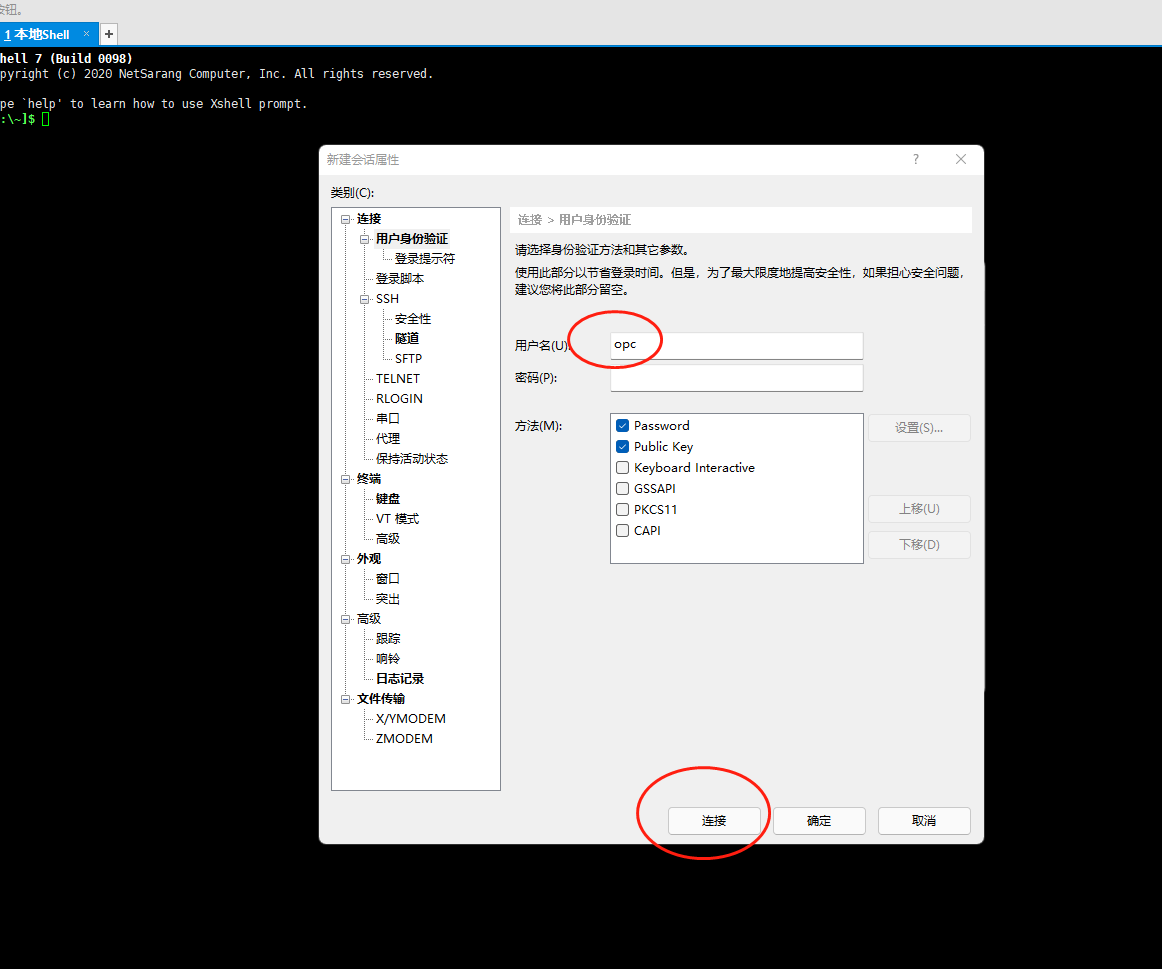 按钮。
1 本地Shell × +
hell 7 (Build 0098)
pyright (c) 2020 NetSarang Computer, Inc. All rights reserved.
pe `help' to learn how to use Xshell prompt.
:\~]$
新建会话属性 ?
类别(C):
连接
用户身份验证
登录提示符
登录脚本
SSH
安全性
隧道
SFTP
TELNET
RLOGIN
串口
代理
保持活动状态
终端
键盘
VT 模式
高级
外观
窗口
突出
高级
跟踪
响铃
日志记录
文件传输
X/YMODEM
ZMODEM
连接 > 用户身份验证
请选择身份验证方法和其它参数。
使用此部分以节省登录时间。但是，为了最大限度地提高安全性，如果担心安全问题，
建议您将此部分留空。
用户名(U): opc
密码(P):
方法(M):
Password
Public Key
Keyboard Interactive
GSSAPI
PKCS11
CAPI
设置(S)...
上移(U)
下移(D)
连接 确定 取消